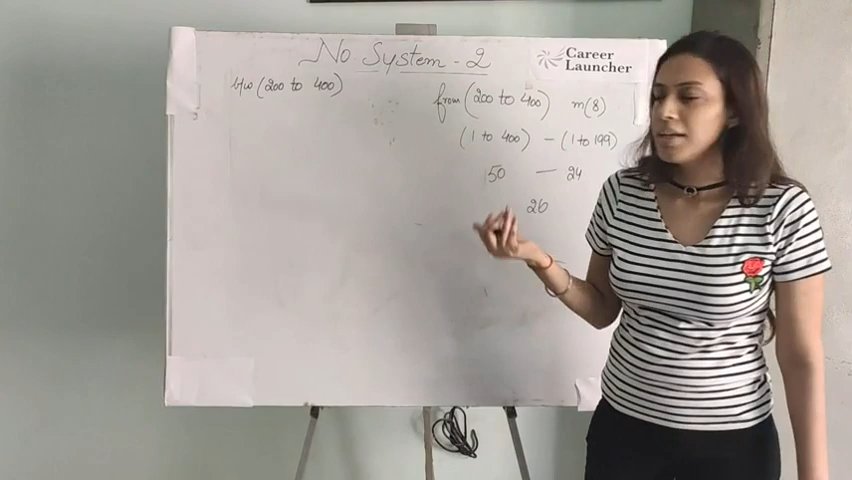 No System - 2
Career
Launcher
b/w (200 to 400)
from (200 to 400) m(8)
(1 to 400) - (1 to 199)
50 - 24
26